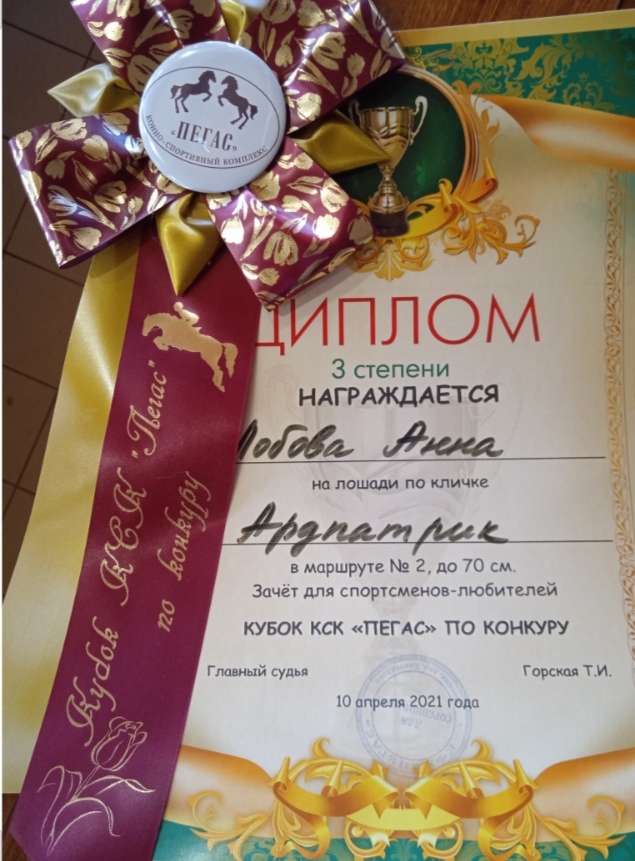 «ПЕГАС»
КОННО-СПОРТИВНЫЙ КОМПЛЕКС
ДИПЛОМ
3 степени
НАГРАЖДАЕТСЯ
Лобова Анна
на лошади по кличке
Ардпатрик
в маршруте № 2, до 70 см.
Зачёт для спортсменов-любителей
КУБОК КСК «ПЕГАС» ПО КОНКУРУ
Главный судья Горская Т.И.
10 апреля 2021 года
Кубок КСК "Пегас"
по конкуру